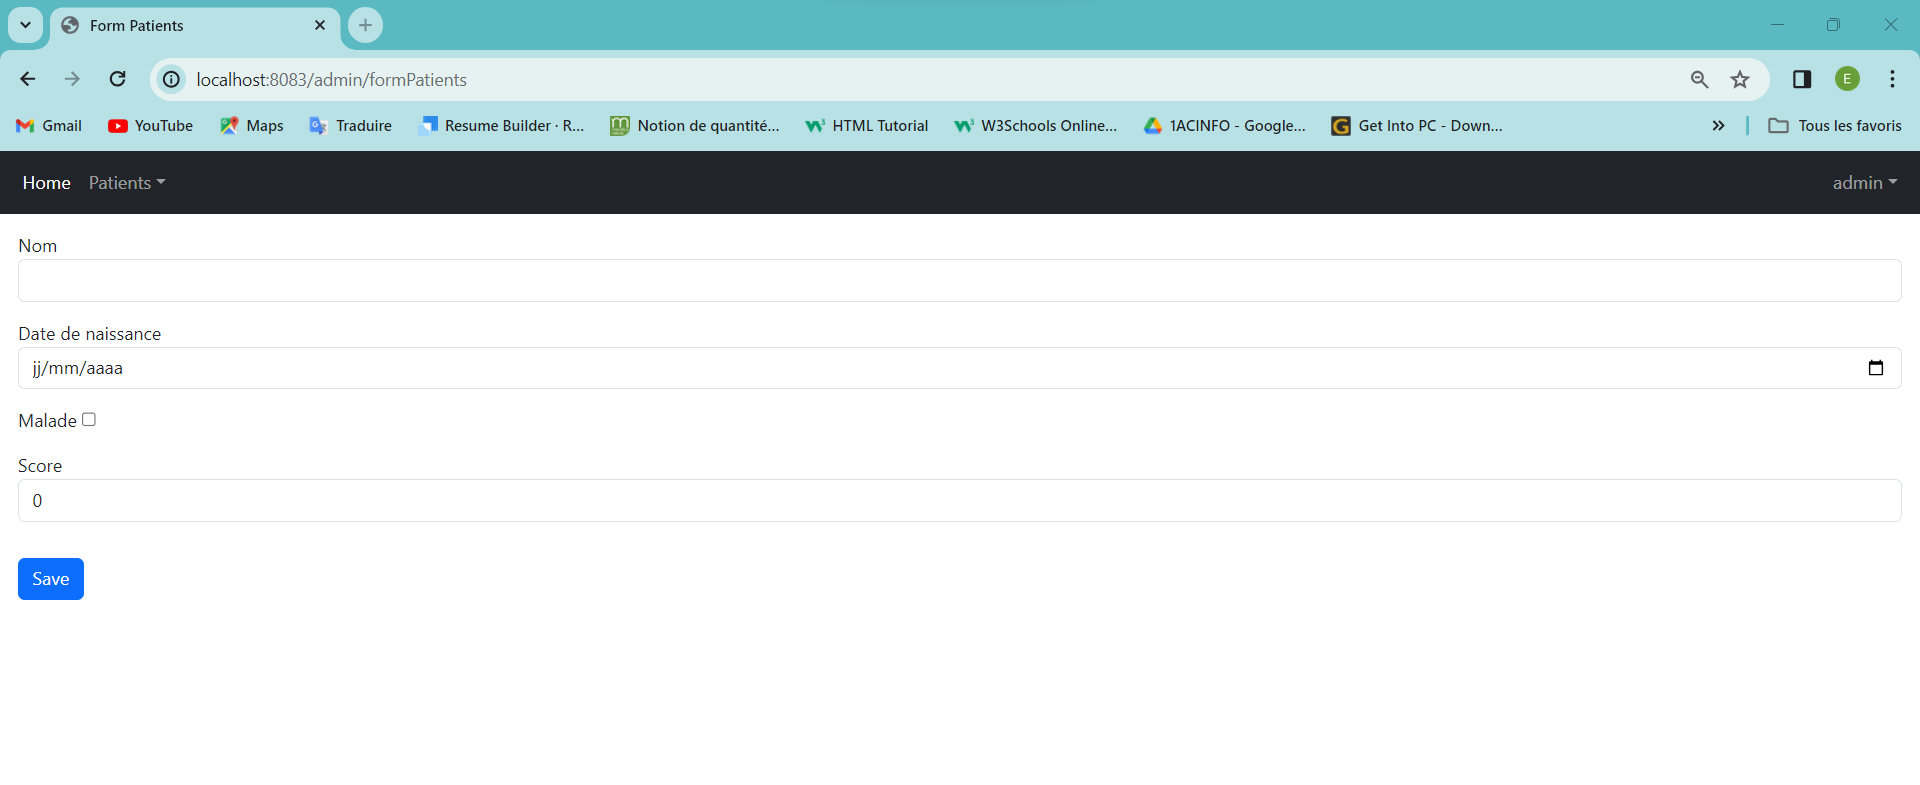 Form Patients
localhost:8083/admin/formPatients
E
Gmail YouTube Maps Traduire Resume Builder · R... Notion de quantité... HTML Tutorial W3Schools Online... 1ACINFO - Google... Get Into PC - Down... Tous les favoris
Home Patients admin
Nom
Date de naissance
jj/mm/aaaa
Malade
Score
0
Save